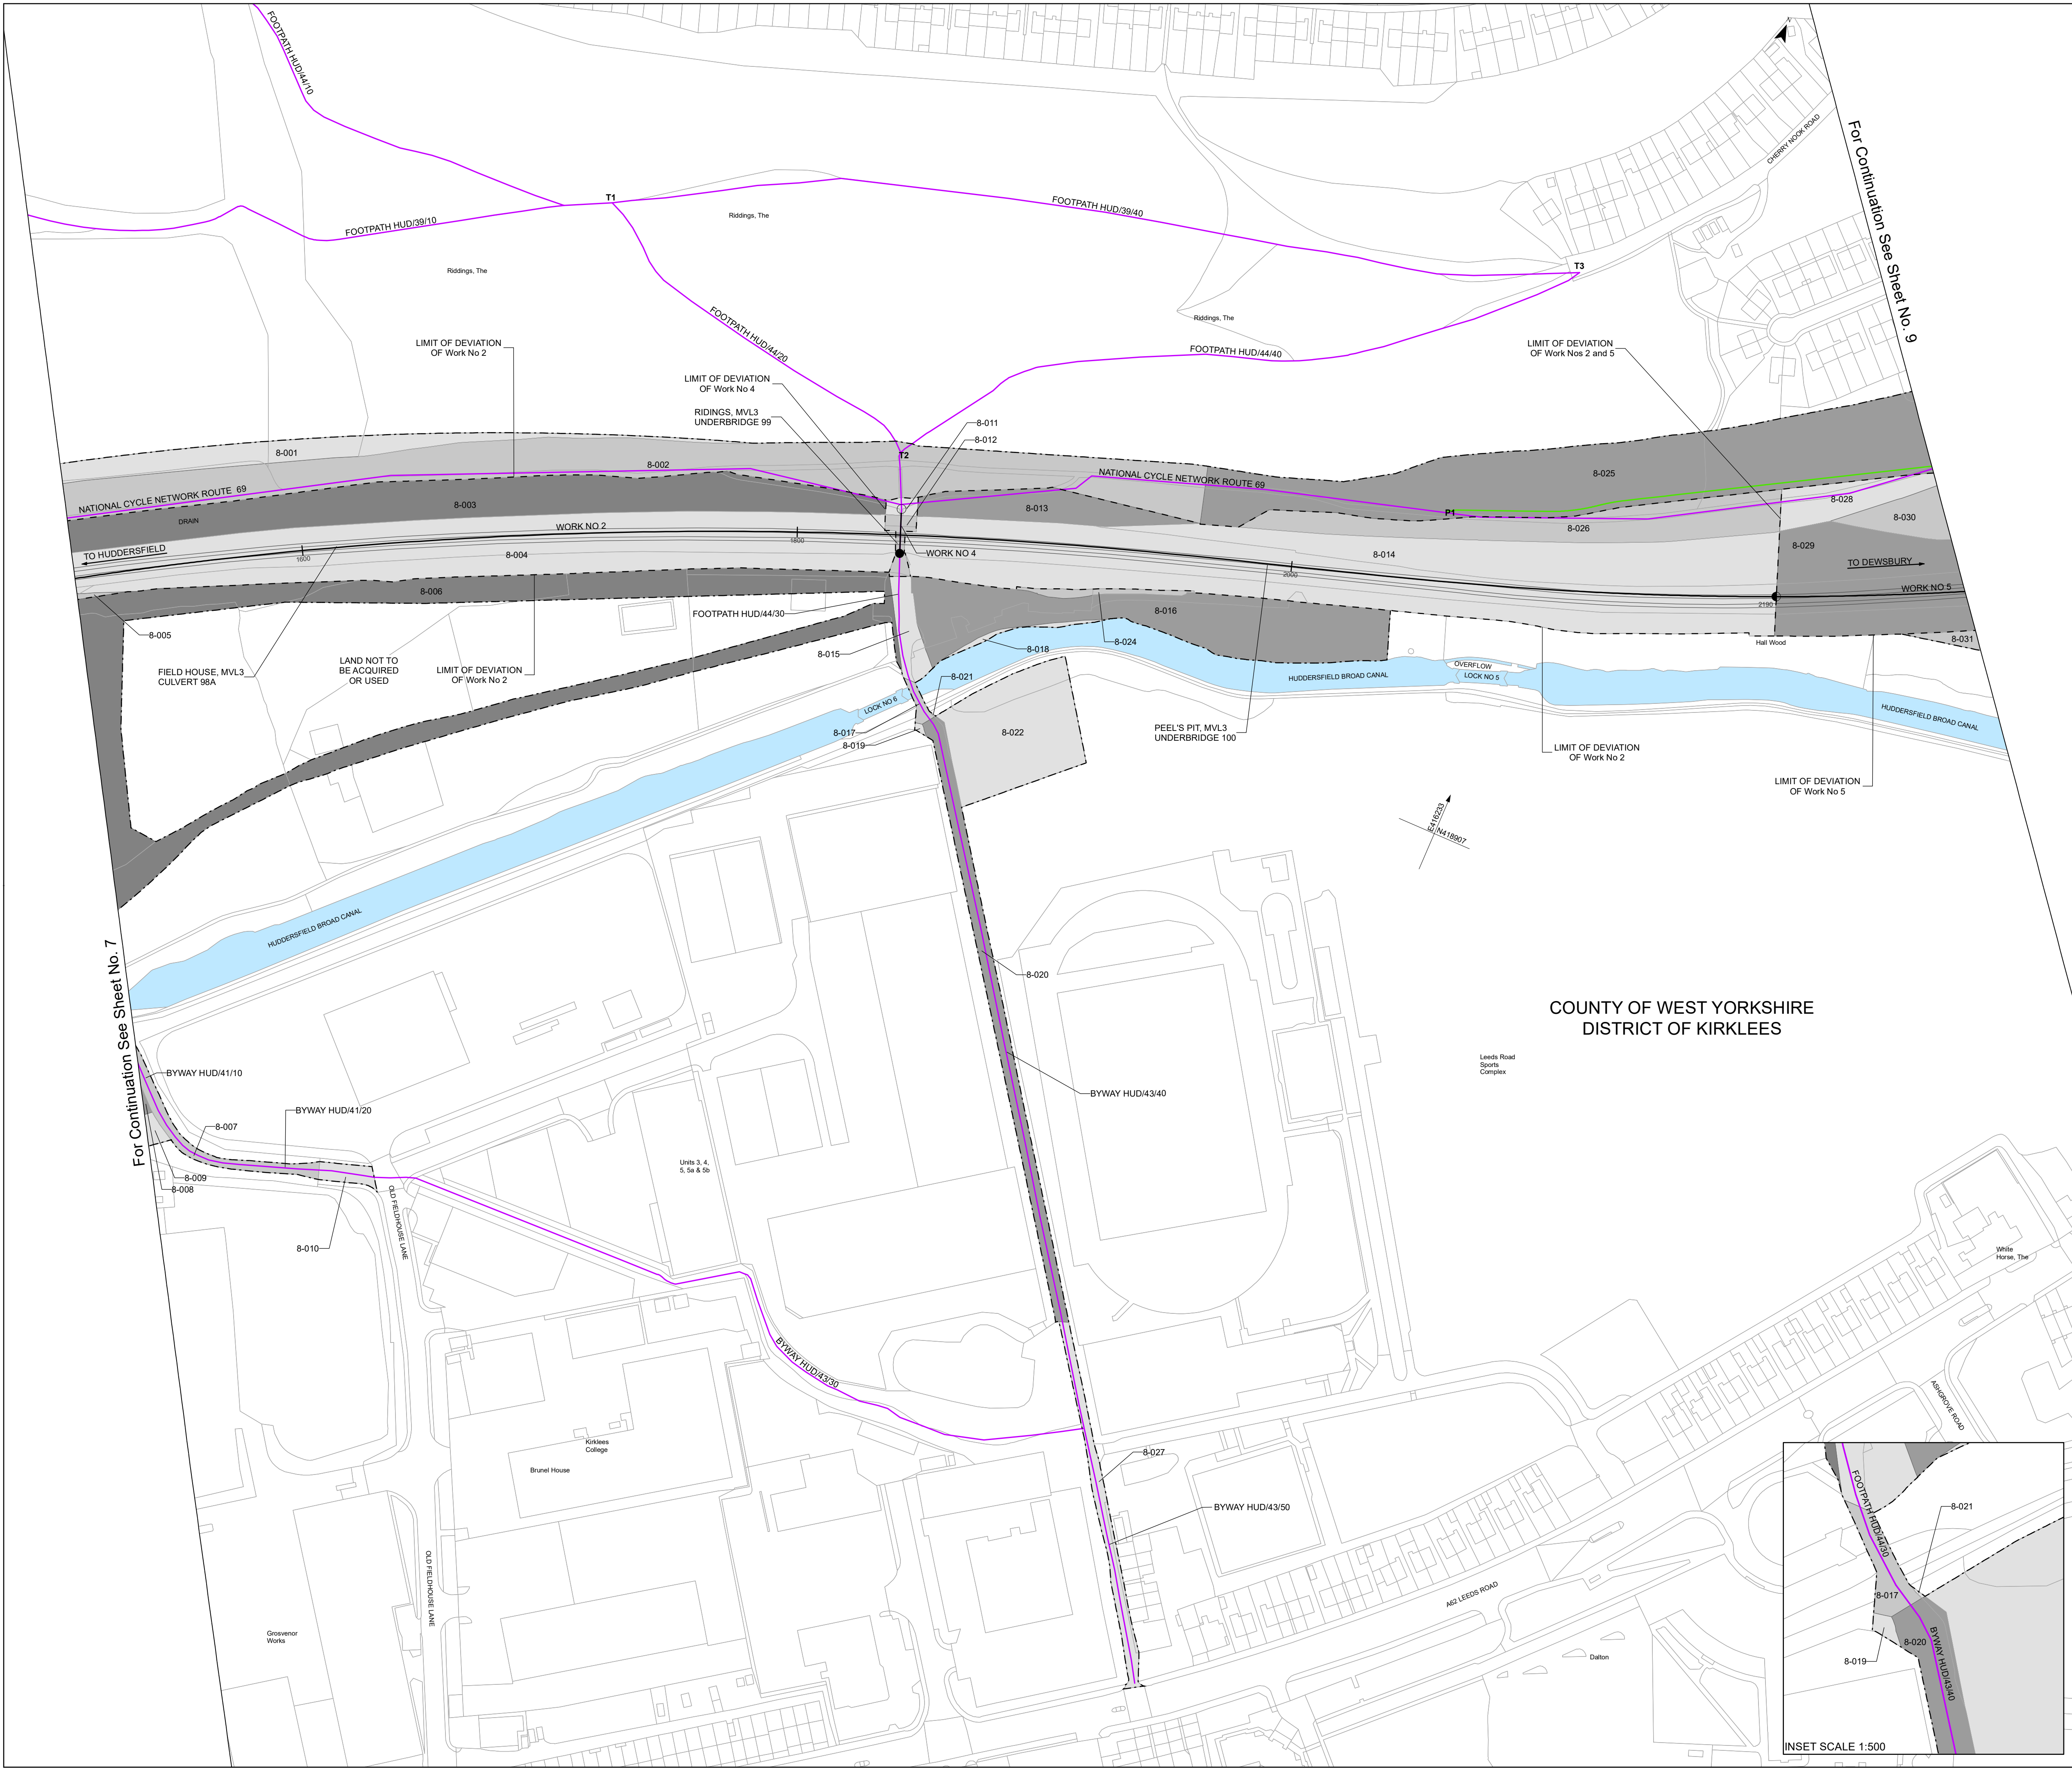 FOOTPATH HUD/44/10
N
CHERRY NOOK ROAD
For Continuation See Sheet No. 9
T1
FOOTPATH HUD/39/10
Riddings, The
FOOTPATH HUD/39/40
T3
Riddings, The
Riddings, The
FOOTPATH HUD/44/20
FOOTPATH HUD/44/40
LIMIT OF DEVIATION
OF Work No 2
LIMIT OF DEVIATION
OF Work Nos 2 and 5
LIMIT OF DEVIATION
OF Work No 4
RIDINGS, MVL3
UNDERBRIDGE 99
8-011
8-012
8-001
T2
8-002
NATIONAL CYCLE NETWORK ROUTE 69
NATIONAL CYCLE NETWORK ROUTE 69
8-025
8-003
8-013
8-028
DRAIN
P1
8-026
8-030
WORK NO 2
1600
1800
TO HUDDERSFIELD
8-004
WORK NO 4
8-014
8-029
TO DEWSBURY
2000
WORK NO 5
2190
8-006
FOOTPATH HUD/44/30
8-016
8-005
8-024
Hall Wood
8-031
8-015
8-018
FIELD HOUSE, MVL3
CULVERT 98A
LAND NOT TO
BE ACQUIRED
OR USED
LIMIT OF DEVIATION
OF Work No 2
8-021
OVERFLOW
LOCK NO 5
HUDDERSFIELD BROAD CANAL
LOCK NO 6
HUDDERSFIELD BROAD CANAL
8-017
8-019
8-022
PEEL'S PIT, MVL3
UNDERBRIDGE 100
LIMIT OF DEVIATION
OF Work No 2
LIMIT OF DEVIATION
OF Work No 5
E416233
N418907
HUDDERSFIELD BROAD CANAL
For Continuation See Sheet No. 7
8-020
COUNTY OF WEST YORKSHIRE
DISTRICT OF KIRKLEES
Leeds Road
Sports
Complex
BYWAY HUD/41/10
BYWAY HUD/43/40
BYWAY HUD/41/20
8-007
8-009
8-008
8-010
OLD FIELDHOUSE LANE
Units 3, 4,
5, 5a & 5b
White
Horse, The
BYWAY HUD/43/30
ASHGROVE ROAD
Kirklees
College
Brunel House
8-027
BYWAY HUD/43/50
OLD FIELDHOUSE LANE
A62 LEEDS ROAD
Grosvenor
Works
Dalton
FOOTPATH HUD/44/30
8-021
8-017
8-020
8-019
BYWAY HUD/43/40
INSET SCALE 1:500